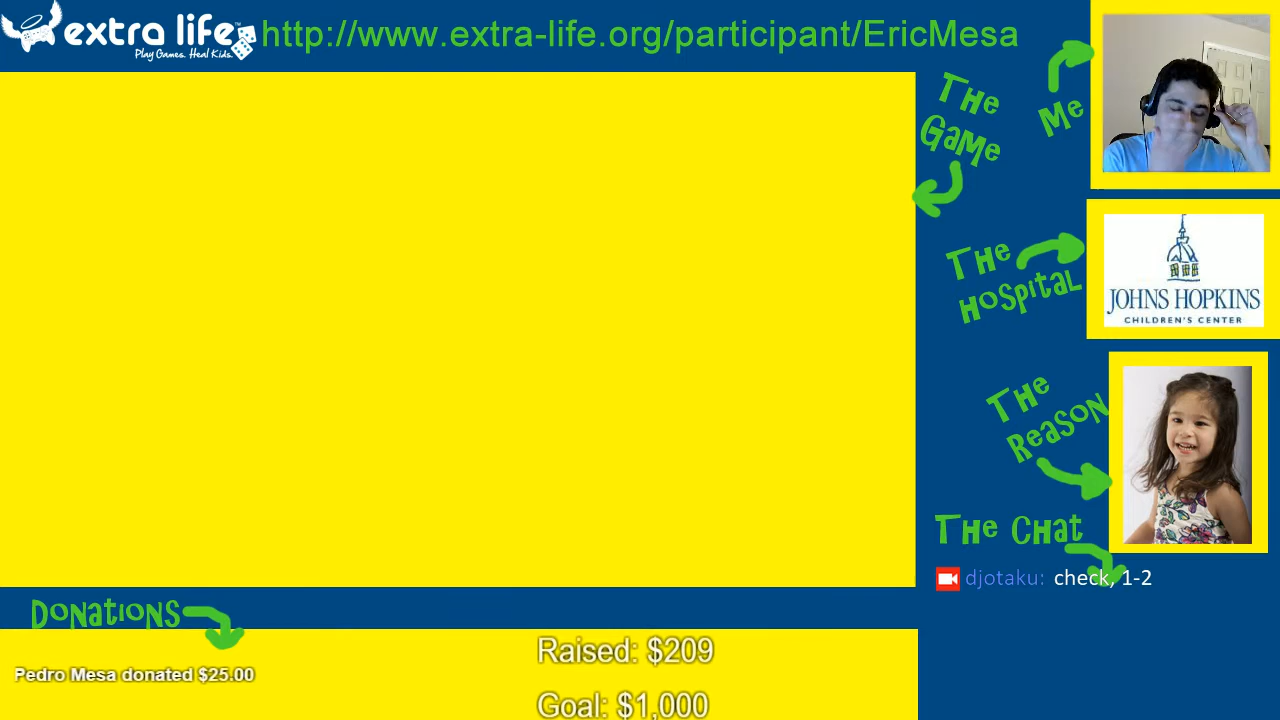 extra life
Play Games. Heal Kids.
http://www.extra-life.org/participant/EricMesa
The
Game
Me
The
Hospital
JOHNS HOPKINS
CHILDREN'S CENTER
The
Reason
The Chat
djotaku: check, 1-2
Donations
Pedro Mesa donated $25.00
Raised: $209
Goal: $1,000